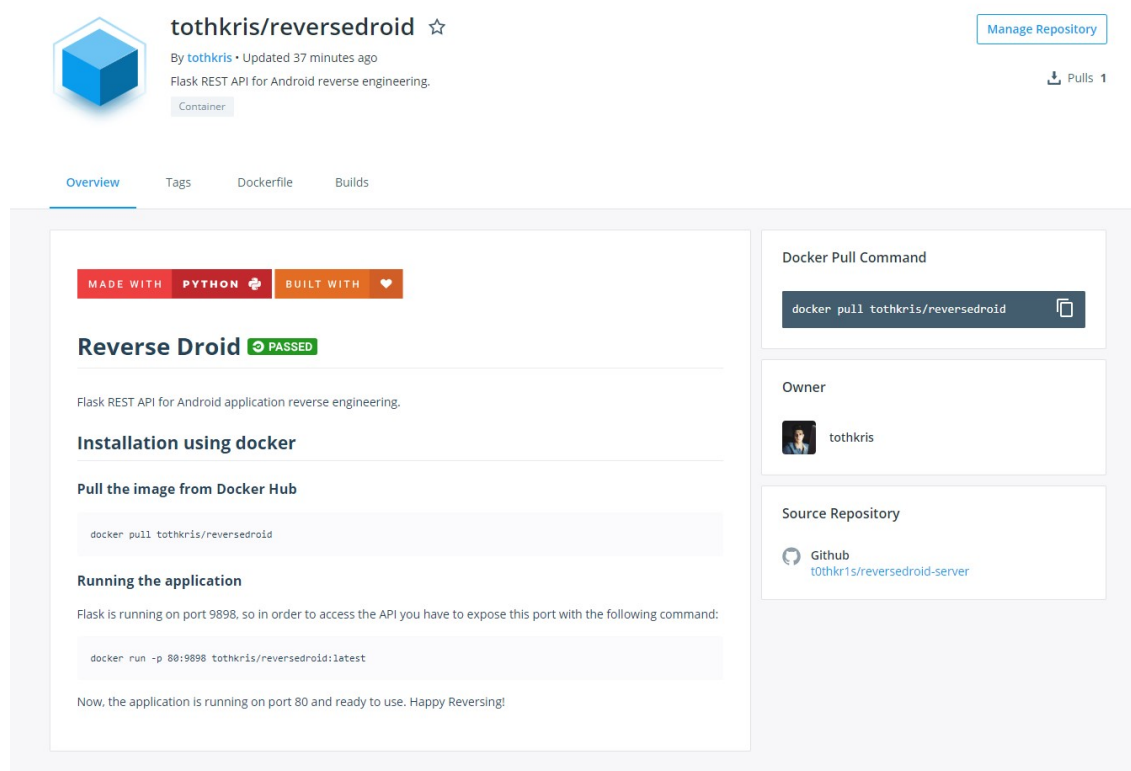 tothkris/reversedroid
By tothkris • Updated 37 minutes ago
Flask REST API for Android reverse engineering.
Container
Manage Repository
Pulls 1
Overview
Tags
Dockerfile
Builds
MADE WITH PYTHON
BUILT WITH
Reverse Droid PASSED
Flask REST API for Android application reverse engineering.
Installation using docker
Pull the image from Docker Hub
docker pull tothkris/reversedroid
Running the application
Flask is running on port 9898, so in order to access the API you have to expose this port with the following command:
docker run -p 80:9898 tothkris/reversedroid:latest
Now, the application is running on port 80 and ready to use. Happy Reversing!
Docker Pull Command
docker pull tothkris/reversedroid
Owner
tothkris
Source Repository
Github
t0thkr1s/reversedroid-server